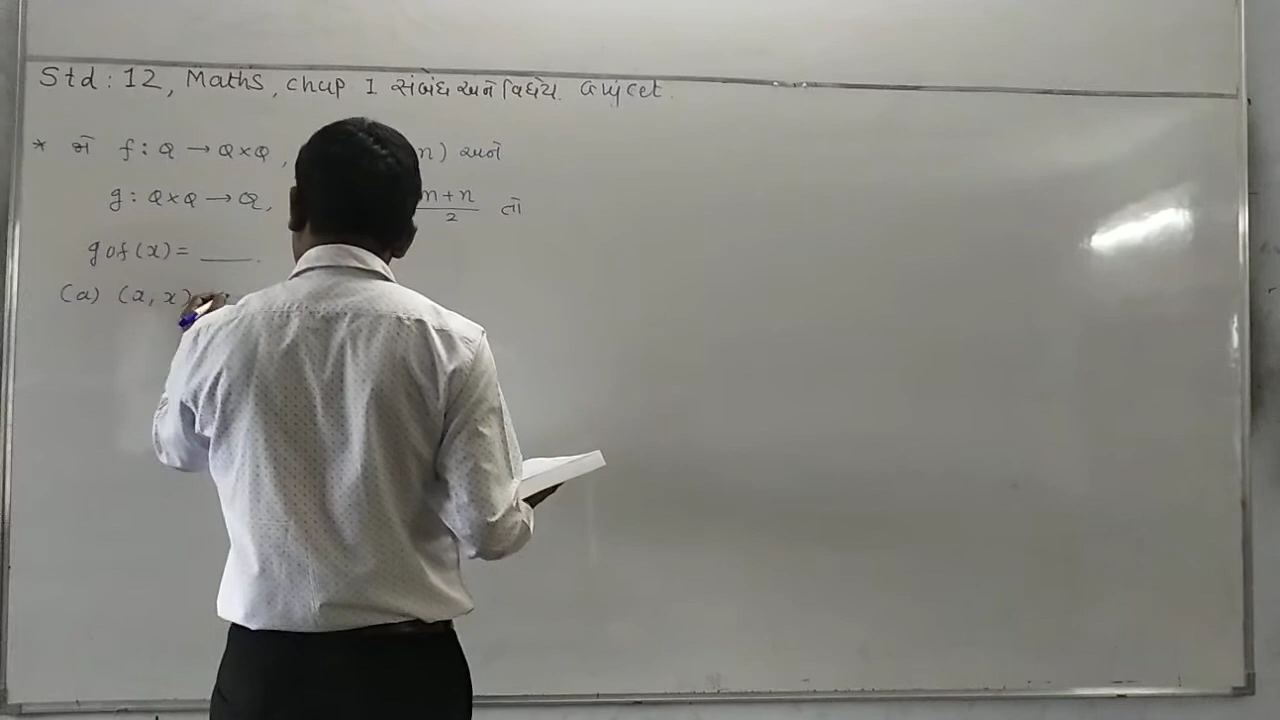 Std : 12, Maths, chap 1 સંબંધ અને વિધેય. Gujcet.
* જો f : Q → Q×Q , n) અને
g : Q×Q → Q, m+n/2 તો
gof(x) = ____.
(a) (x, x)